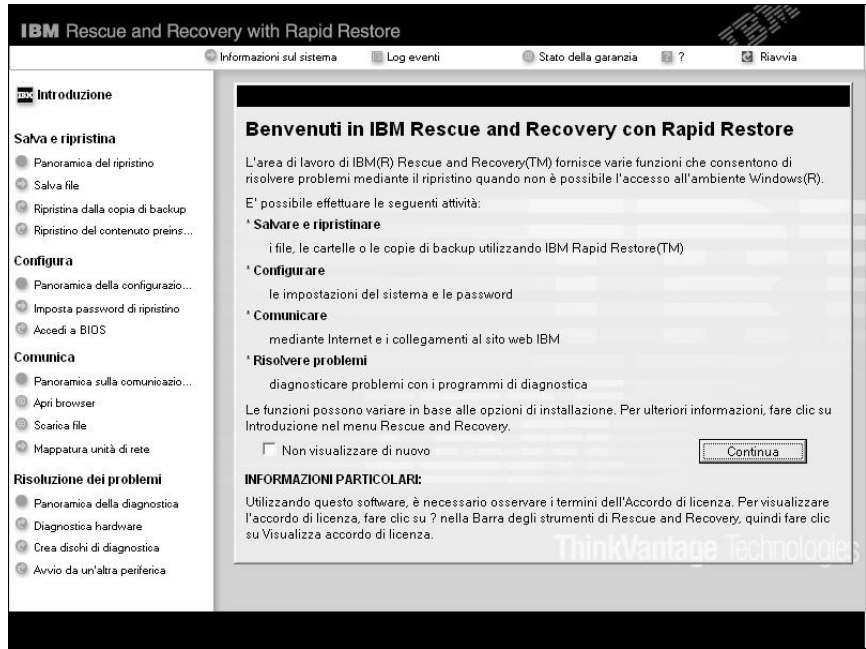 IBM Rescue and Recovery with Rapid Restore
Informazioni sul sistema
Log eventi
Stato della garanzia
?
Riavvia
Introduzione
Salva e ripristina
Panoramica del ripristino
Salva file
Ripristina dalla copia di backup
Ripristino del contenuto preins...
Configura
Panoramica della configurazio...
Imposta password di ripristino
Accedi a BIOS
Comunica
Panoramica sulla comunicazio...
Apri browser
Scarica file
Mappatura unità di rete
Risoluzione dei problemi
Panoramica della diagnostica
Diagnostica hardware
Crea dischi di diagnostica
Avvio da un'altra periferica
Benvenuti in IBM Rescue and Recovery con Rapid Restore
L'area di lavoro di IBM(R) Rescue and Recovery(TM) fornisce varie funzioni che consentono di
risolvere problemi mediante il ripristino quando non è possibile l'accesso all'ambiente Windows(R).
E' possibile effettuare le seguenti attività:
* Salvare e ripristinare
i file, le cartelle o le copie di backup utilizzando IBM Rapid Restore(TM)
* Configurare
le impostazioni del sistema e le password
* Comunicare
mediante Internet e i collegamenti al sito web IBM
* Risolvere problemi
diagnosticare problemi con i programmi di diagnostica
Le funzioni possono variare in base alle opzioni di installazione. Per ulteriori informazioni, fare clic su
Introduzione nel menu Rescue and Recovery.
Non visualizzare di nuovo
Continua
INFORMAZIONI PARTICOLARI:
Utilizzando questo software, è necessario osservare i termini dell'Accordo di licenza. Per visualizzare
l'accordo di licenza, fare clic su ? nella Barra degli strumenti di Rescue and Recovery, quindi fare clic
su Visualizza accordo di licenza.
ThinkVantage Technologies